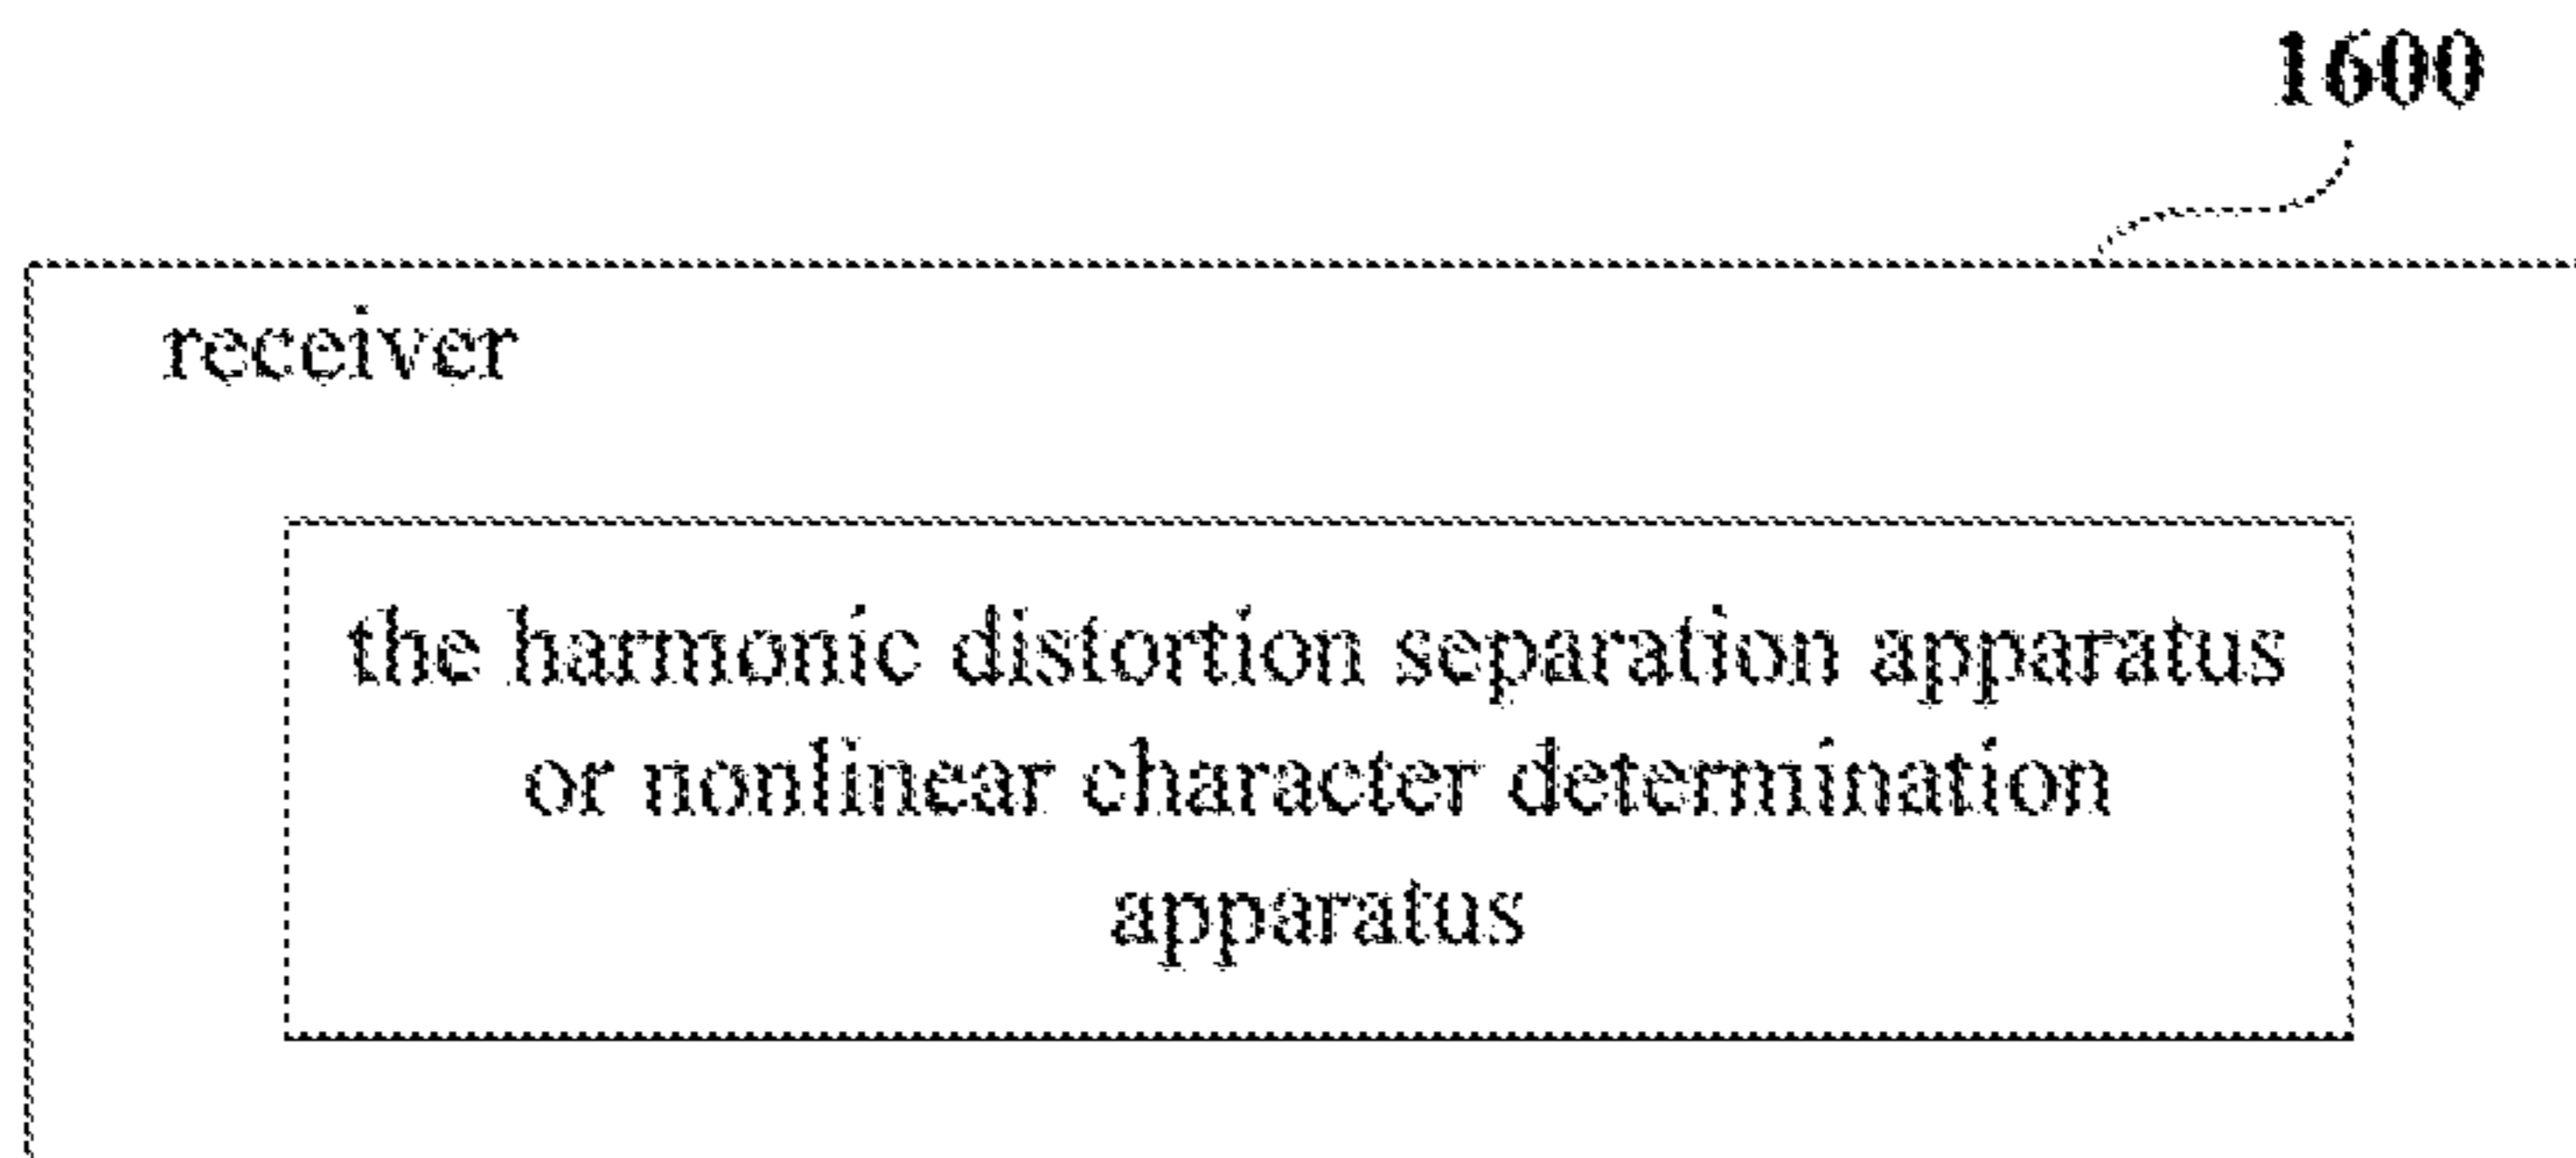 1600
receiver
the harmonic distortion separation apparatus
or nonlinear character determination
apparatus